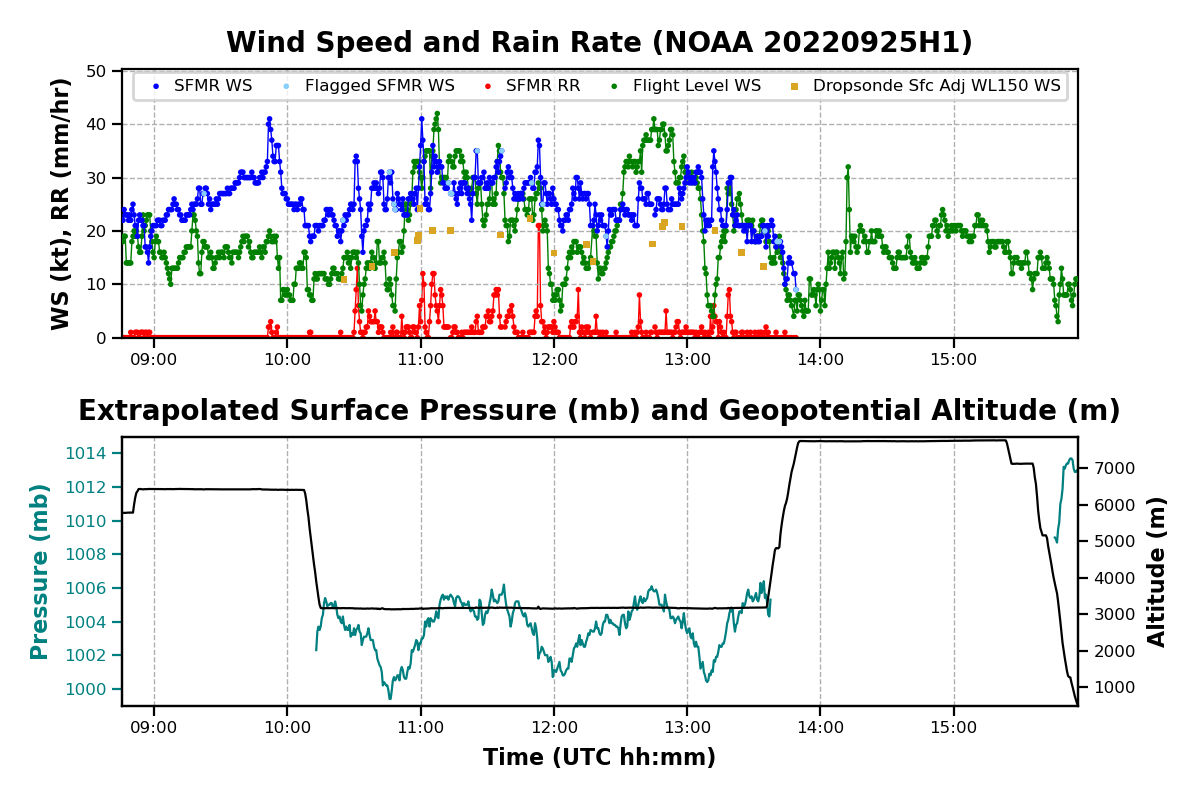 Wind Speed and Rain Rate (NOAA 20220925H1)
WS (kt), RR (mm/hr)
50
40
30
20
10
0
SFMR WS
Flagged SFMR WS
SFMR RR
Flight Level WS
Dropsonde Sfc Adj WL150 WS
09:00 10:00 11:00 12:00 13:00 14:00 15:00
Extrapolated Surface Pressure (mb) and Geopotential Altitude (m)
Pressure (mb)
1014
1012
1010
1008
1006
1004
1002
1000
7000
6000
5000
4000
3000
2000
1000
Altitude (m)
09:00 10:00 11:00 12:00 13:00 14:00 15:00
Time (UTC hh:mm)